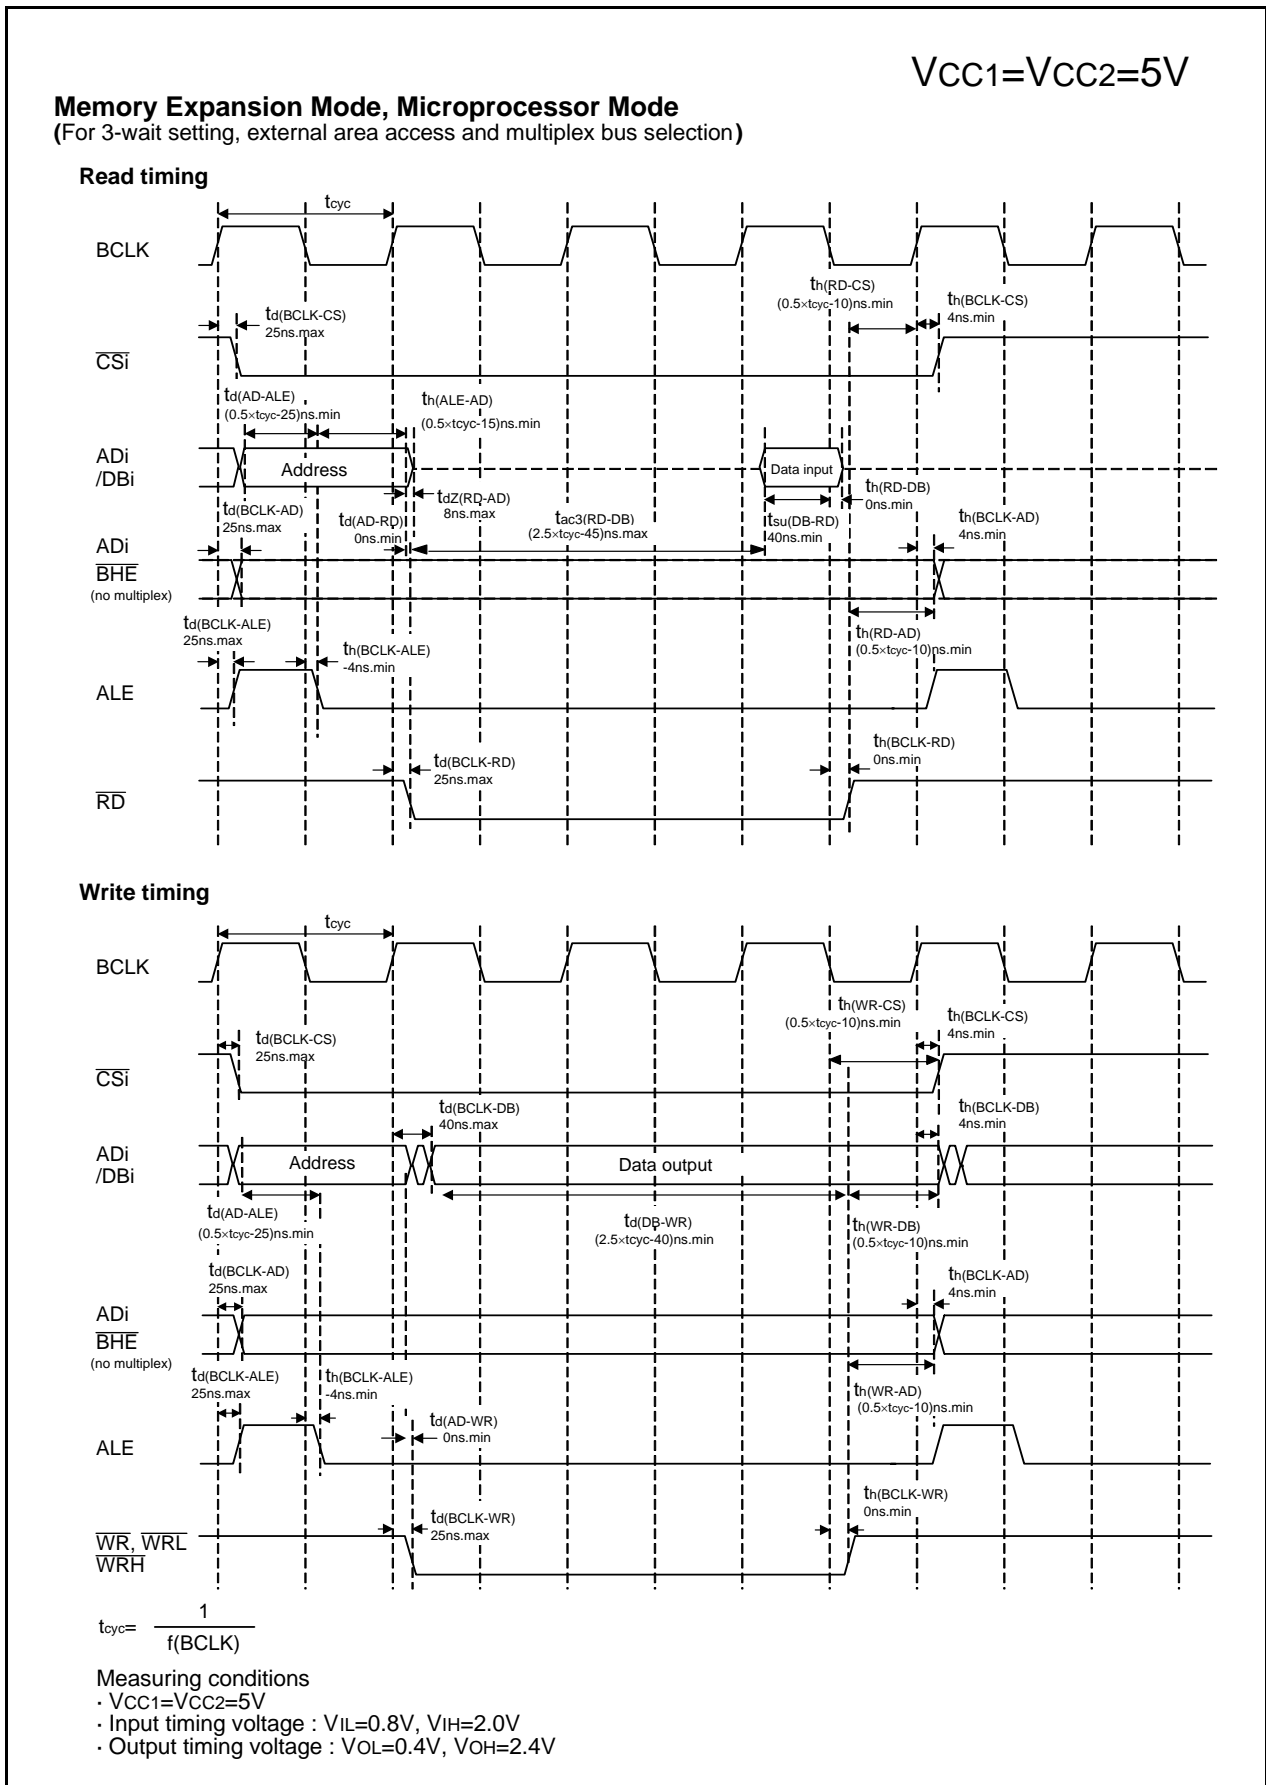 VCC1=VCC2=5V
Memory Expansion Mode, Microprocessor Mode
(For 3-wait setting, external area access and multiplex bus selection)
Read timing
tcyc
BCLK
th(RD-CS)
(0.5×tcyc-10)ns.min
th(BCLK-CS)
4ns.min
td(BCLK-CS)
25ns.max
CSi
td(AD-ALE)
(0.5×tcyc-25)ns.min
th(ALE-AD)
(0.5×tcyc-15)ns.min
ADi
/DBi
Address
Data input
th(RD-DB)
0ns.min
tdZ(RD-AD)
8ns.max
td(BCLK-AD)
25ns.max
td(AD-RD)
0ns.min
tac3(RD-DB)
(2.5×tcyc-45)ns.max
tsu(DB-RD)
40ns.min
th(BCLK-AD)
4ns.min
ADi
BHE
(no multiplex)
td(BCLK-ALE)
25ns.max
th(BCLK-ALE)
-4ns.min
th(RD-AD)
(0.5×tcyc-10)ns.min
ALE
td(BCLK-RD)
25ns.max
th(BCLK-RD)
0ns.min
RD
Write timing
tcyc
BCLK
th(WR-CS)
(0.5×tcyc-10)ns.min
th(BCLK-CS)
4ns.min
td(BCLK-CS)
25ns.max
CSi
td(BCLK-DB)
40ns.max
th(BCLK-DB)
4ns.min
ADi
/DBi
Address
Data output
td(AD-ALE)
(0.5×tcyc-25)ns.min
td(DB-WR)
(2.5×tcyc-40)ns.min
th(WR-DB)
(0.5×tcyc-10)ns.min
td(BCLK-AD)
25ns.max
th(BCLK-AD)
4ns.min
ADi
BHE
(no multiplex)
td(BCLK-ALE)
25ns.max
th(BCLK-ALE)
-4ns.min
th(WR-AD)
(0.5×tcyc-10)ns.min
td(AD-WR)
0ns.min
ALE
th(BCLK-WR)
0ns.min
td(BCLK-WR)
25ns.max
WR, WRL
WRH
tcyc= 1
f(BCLK)
Measuring conditions
· VCC1=VCC2=5V
· Input timing voltage : VIL=0.8V, VIH=2.0V
· Output timing voltage : VOL=0.4V, VOH=2.4V